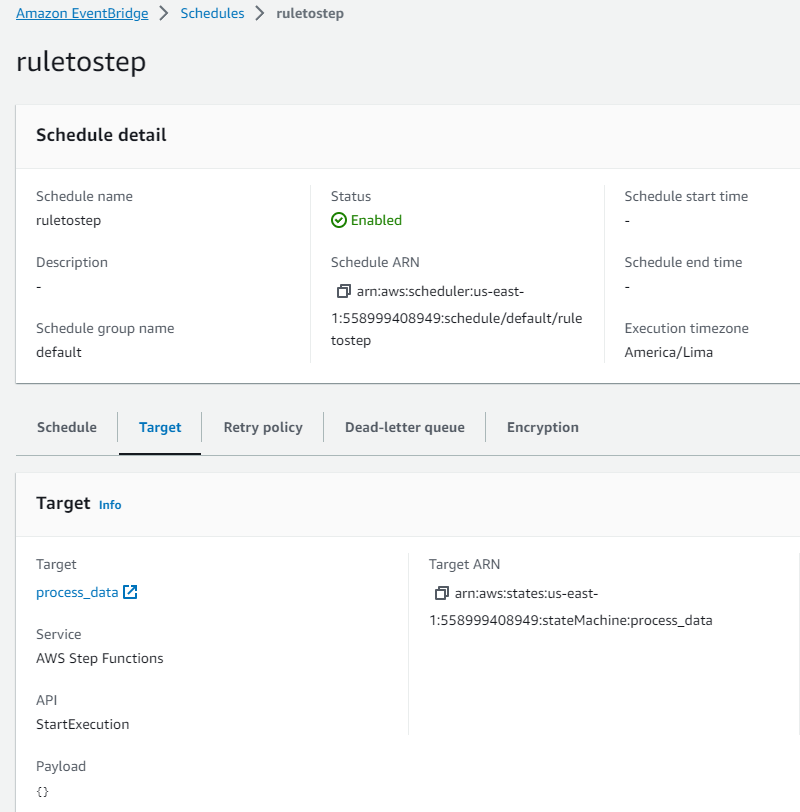 Amazon EventBridge > Schedules > ruletostep
ruletostep
Schedule detail
Schedule name
ruletostep
Description
-
Schedule group name
default
Status
Enabled
Schedule ARN
arn:aws:scheduler:us-east-
1:558999408949:schedule/default/rule
tostep
Schedule start time
-
Schedule end time
-
Execution timezone
America/Lima
Schedule Target Retry policy Dead-letter queue Encryption
Target Info
Target
process_data
Service
AWS Step Functions
API
StartExecution
Payload
{}
Target ARN
arn:aws:states:us-east-
1:558999408949:stateMachine:process_data